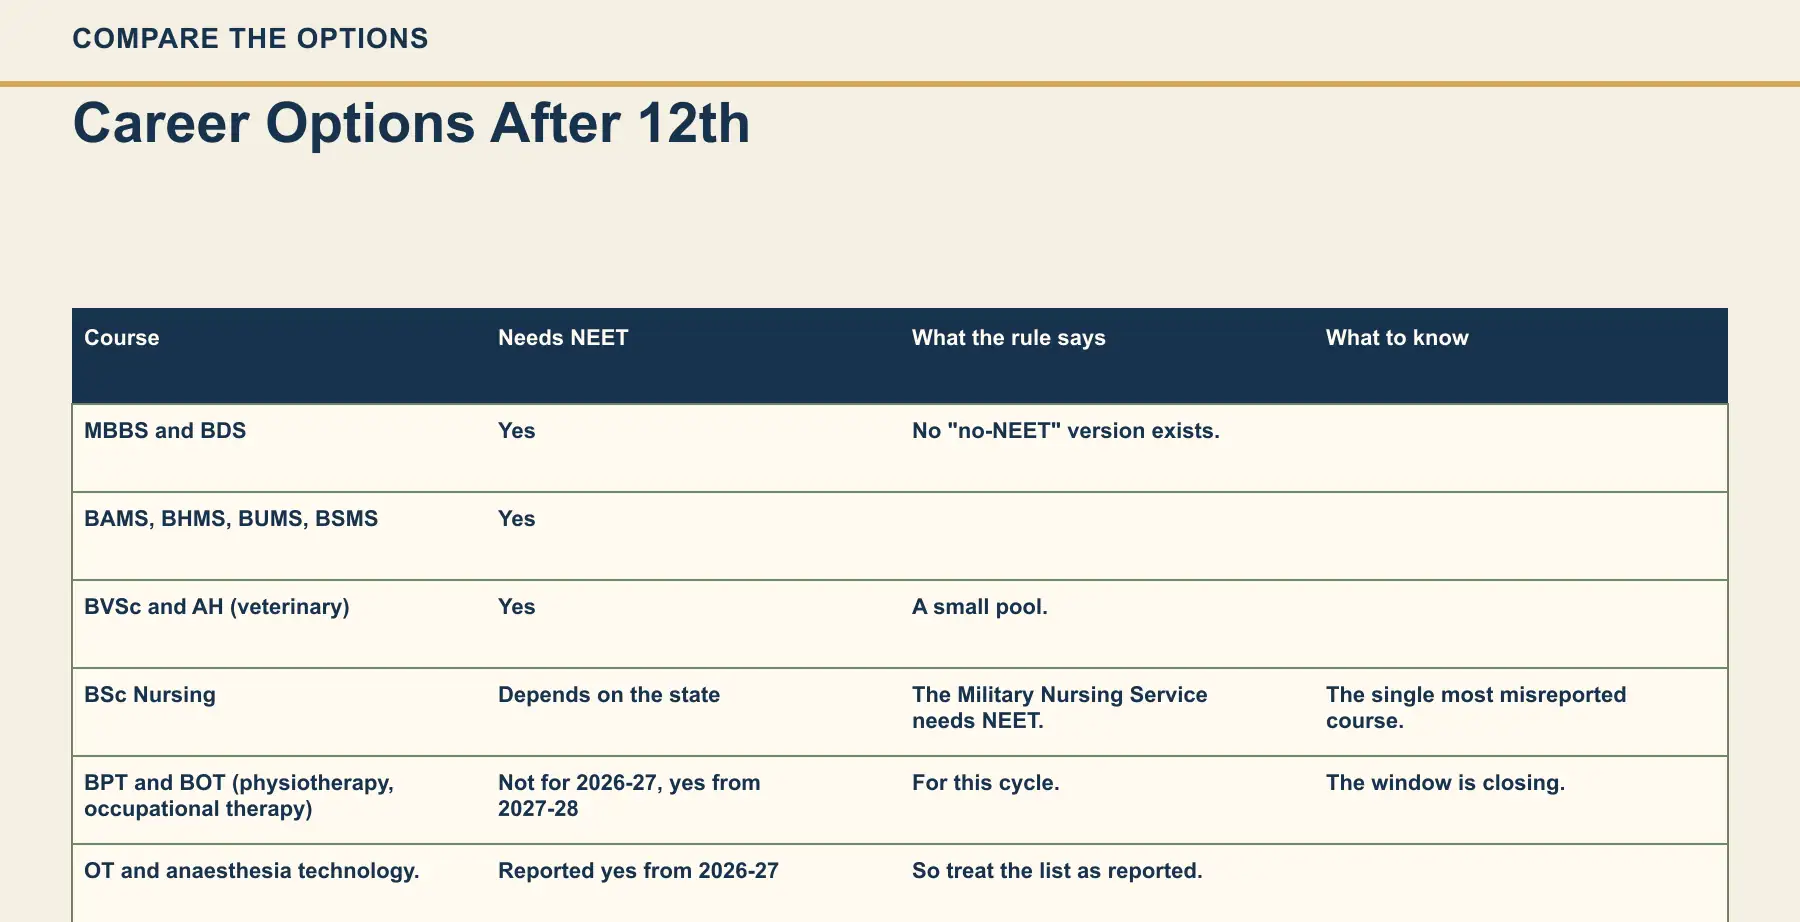 COMPARE THE OPTIONS
Career Options After 12th
Course Needs NEET What the rule says What to know
MBBS and BDS Yes No "no-NEET" version exists.
BAMS, BHMS, BUMS, BSMS Yes
BVSc and AH (veterinary) Yes A small pool.
BSc Nursing Depends on the state The Military Nursing Service The single most misreported
needs NEET. course.
BPT and BOT (physiotherapy, Not for 2026-27, yes from For this cycle. The window is closing.
occupational therapy) 2027-28
OT and anaesthesia technology. Reported yes from 2026-27 So treat the list as reported.